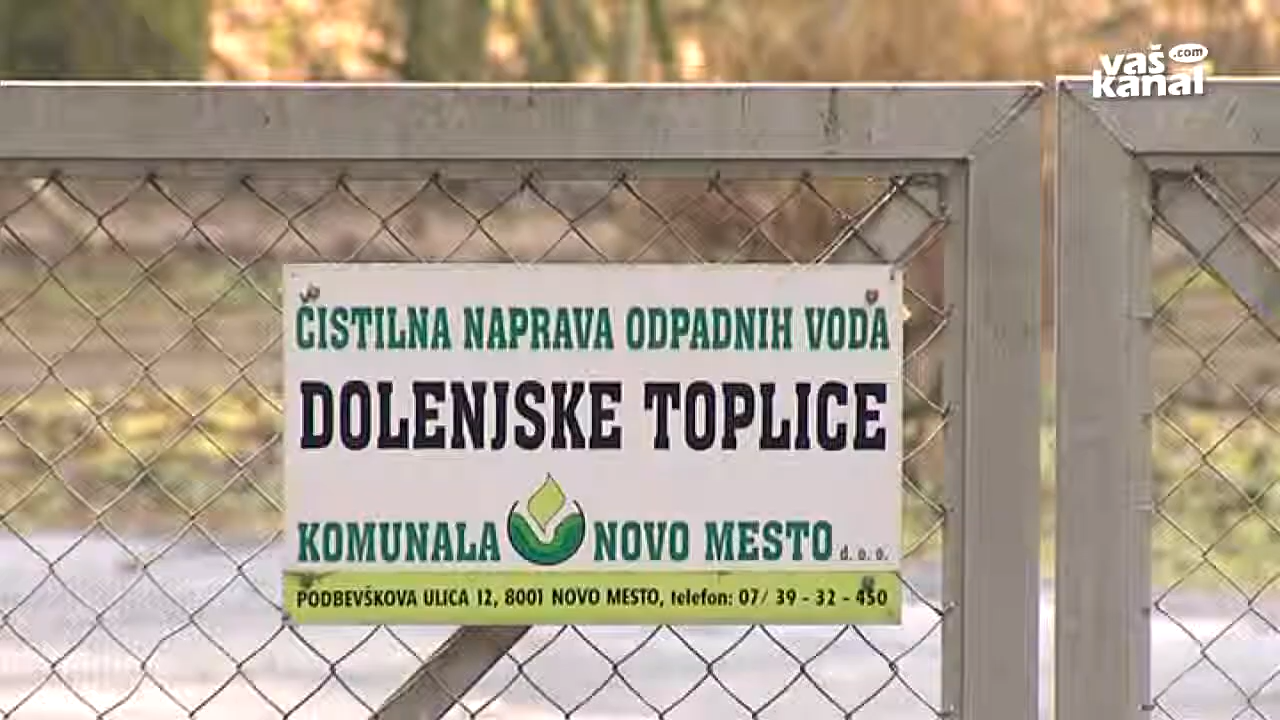 vaš .com
kanal
ČISTILNA NAPRAVA ODPADNIH VODA
DOLENJSKE TOPLICE
KOMUNALA NOVO MESTO d. o. o.
PODBEVŠKOVA ULICA 12, 8001 NOVO MESTO, telefon: 07/ 39 - 32 - 450